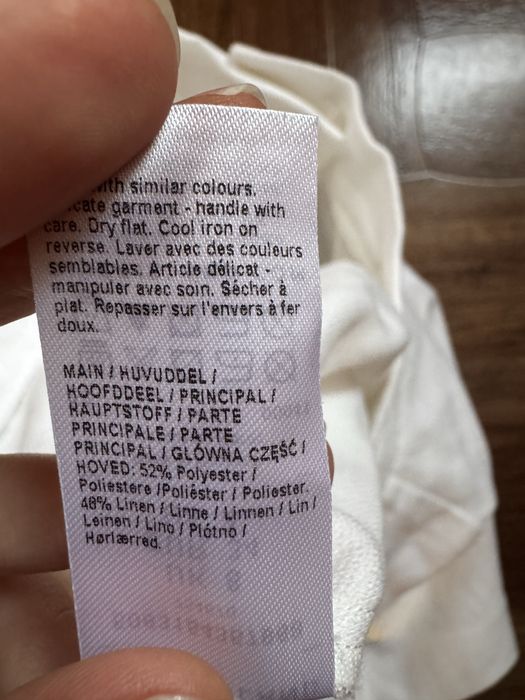 with similar colours.
garment - handle with
care. Dry flat. Cool iron on
reverse. Laver avec des couleurs
semblables. Article délicat -
manipuler avec soin. Sécher à
plat. Repasser sur l'envers à fer
doux.
MAIN / HUVUDDEL /
HOOFDDEEL / PRINCIPAL /
HAUPTSTOFF / PARTE
PRINCIPALE / PARTE
PRINCIPAL / GŁÓWNA CZĘŚĆ /
HOVED: 52% Polyester /
Poliestere /Poliéster / Poliester.
48% Linen / Linne / Linnen / Lin /
Leinen / Lino / Płótno /
Hørlærred.